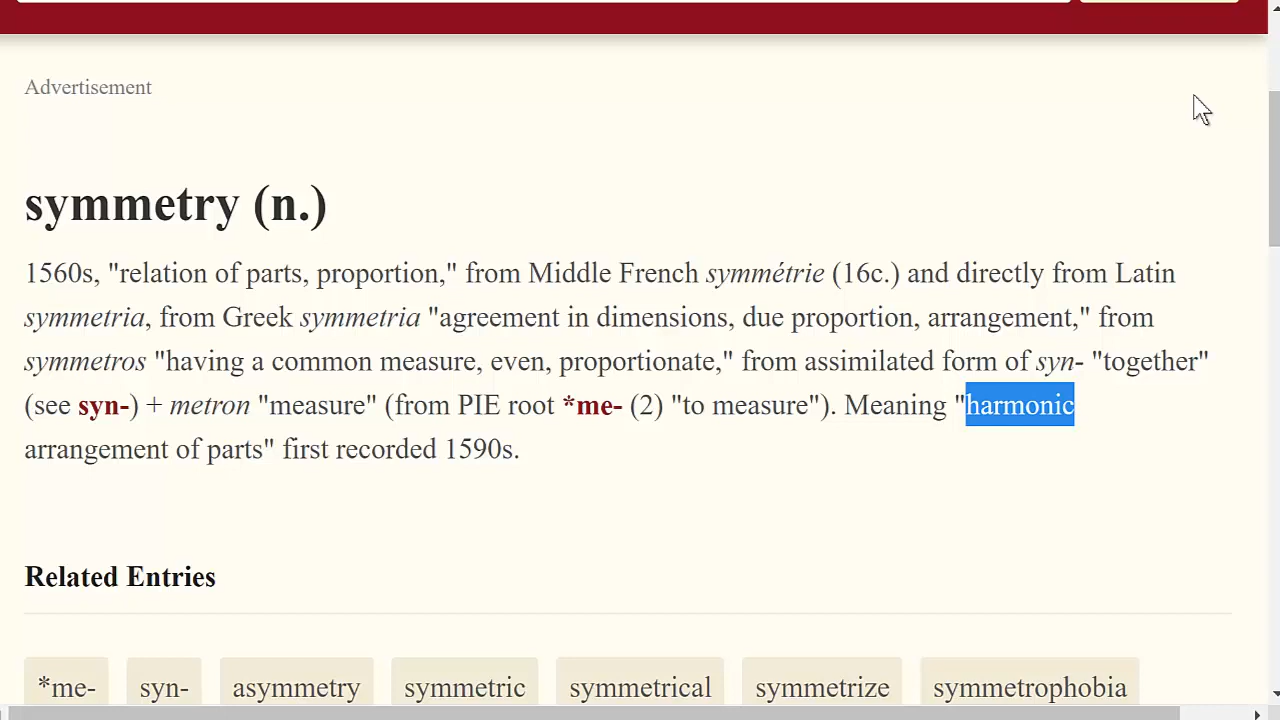 Advertisement
symmetry (n.)
1560s, "relation of parts, proportion," from Middle French symmétrie (16c.) and directly from Latin
symmetria, from Greek symmetria "agreement in dimensions, due proportion, arrangement," from
symmetros "having a common measure, even, proportionate," from assimilated form of syn- "together"
(see syn-) + metron "measure" (from PIE root *me- (2) "to measure"). Meaning "harmonic
arrangement of parts" first recorded 1590s.
Related Entries
*me- syn- asymmetry symmetric symmetrical symmetrize symmetrophobia